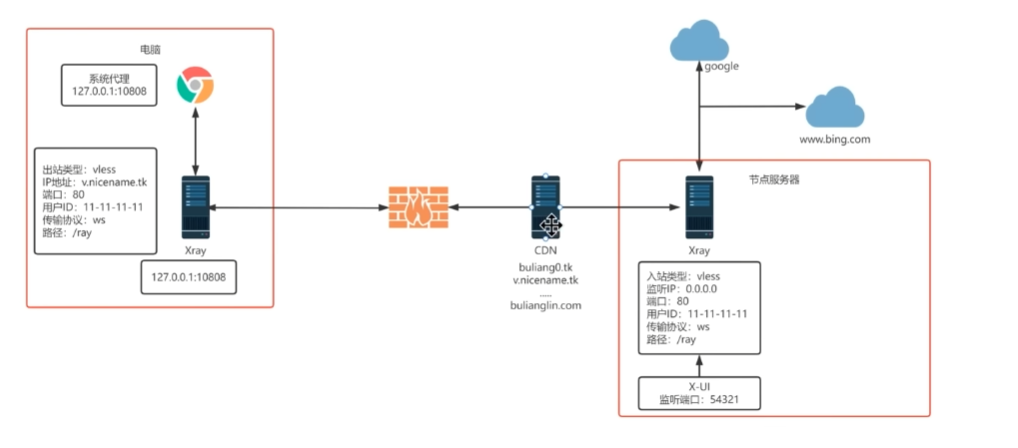 电脑
系统代理
127.0.0.1:10808
出站类型：vless
IP地址：v.nicename.tk
端口：80
用户ID：11-11-11-11
传输协议：ws
路径：/ray
Xray
127.0.0.1:10808
CDN
buliang0.tk
v.nicename.tk
.....
bulianglin.com
google
www.bing.com
节点服务器
Xray
入站类型：vless
监听IP：0.0.0.0
端口：80
用户ID：11-11-11-11
传输协议：ws
路径：/ray
X-UI
监听端口：54321